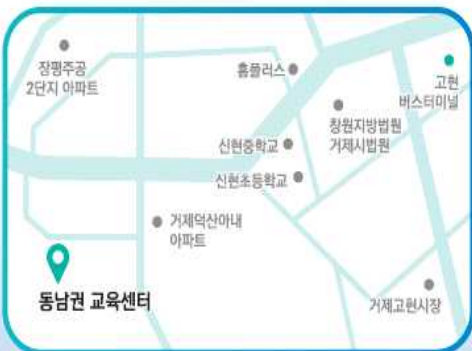 장평주공
2단지 아파트
홈플러스
고현
버스터미널
창원지방법원
거제시법원
신현중학교
신현초등학교
거제덕산아내
아파트
동남권 교육센터
거제고현시장